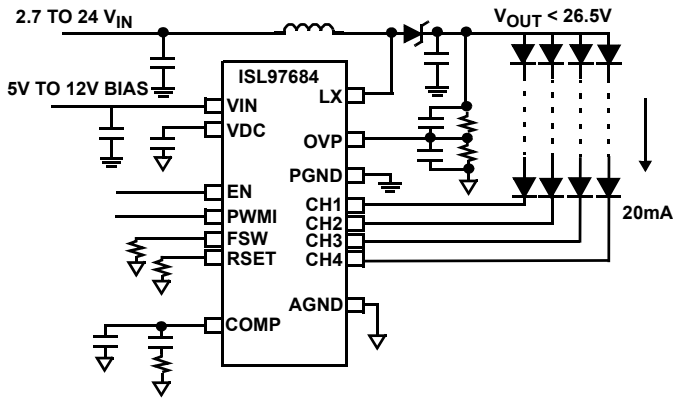 2.7 TO 24 VIN
VOUT < 26.5V
5V TO 12V BIAS
ISL97684
VIN
LX
VDC
OVP
PGND
EN
CH1
PWMI
CH2
20mA
FSW
CH3
RSET
CH4
AGND
COMP